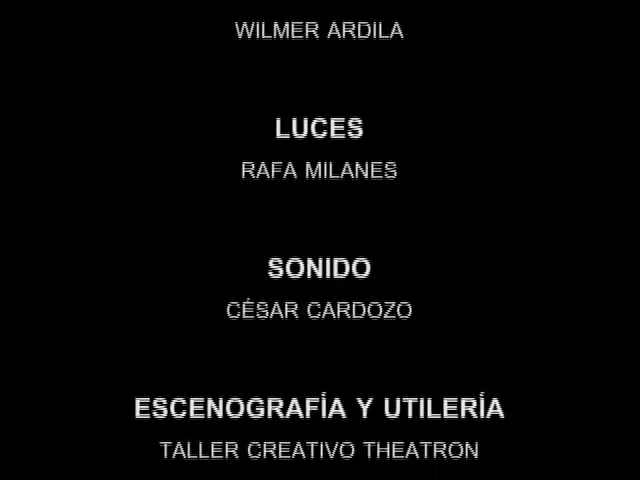 WILMER ARDILA
LUCES
RAFA MILANES
SONIDO
CÉSAR CARDOZO
ESCENOGRAFÍA Y UTILERÍA
TALLER CREATIVO THEATRON